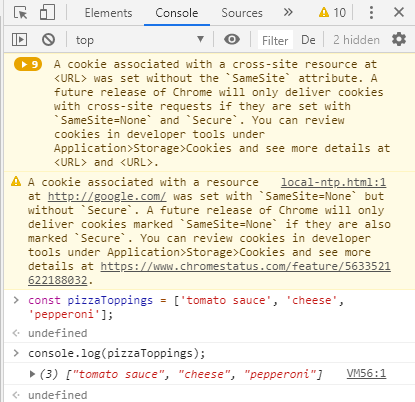 Elements Console Sources » 10
top Filter De 2 hidden
9 A cookie associated with a cross-site resource at
<URL> was set without the `SameSite` attribute. A
future release of Chrome will only deliver cookies
with cross-site requests if they are set with
`SameSite=None` and `Secure`. You can review
cookies in developer tools under
Application>Storage>Cookies and see more details at
<URL> and <URL>.
A cookie associated with a resource local-ntp.html:1
at http://google.com/ was set with `SameSite=None` but
without `Secure`. A future release of Chrome will only
deliver cookies marked `SameSite=None` if they are also
marked `Secure`. You can review cookies in developer
tools under Application>Storage>Cookies and see more
details at https://www.chromestatus.com/feature/5633521
622188032.
> const pizzaToppings = ['tomato sauce', 'cheese',
'pepperoni'];
undefined
> console.log(pizzaToppings);
(3) ["tomato sauce", "cheese", "pepperoni"] VM56:1
undefined